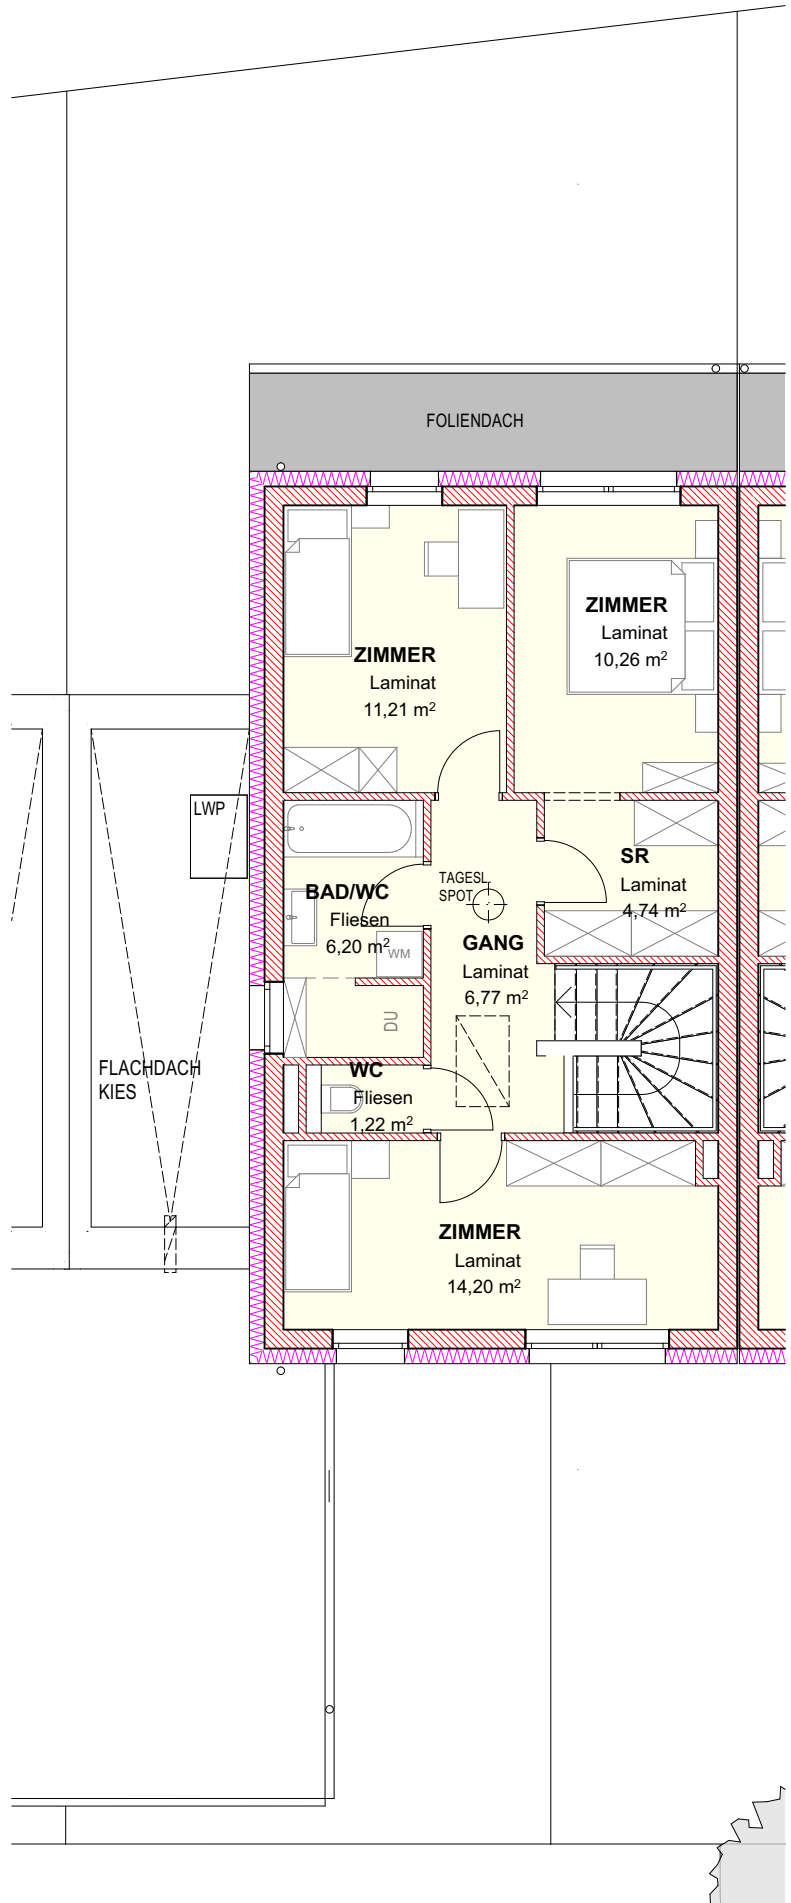 FOLIENDACH
ZIMMER
Laminat
10,26 m²
ZIMMER
Laminat
11,21 m²
LWP
SR
Laminat
4,74 m²
TAGESL.
SPOT
BAD/WC
Fliesen
6,20 m²
WM
GANG
Laminat
6,77 m²
DU
FLACHDACH
KIES
WC
Fliesen
1,22 m²
ZIMMER
Laminat
14,20 m²